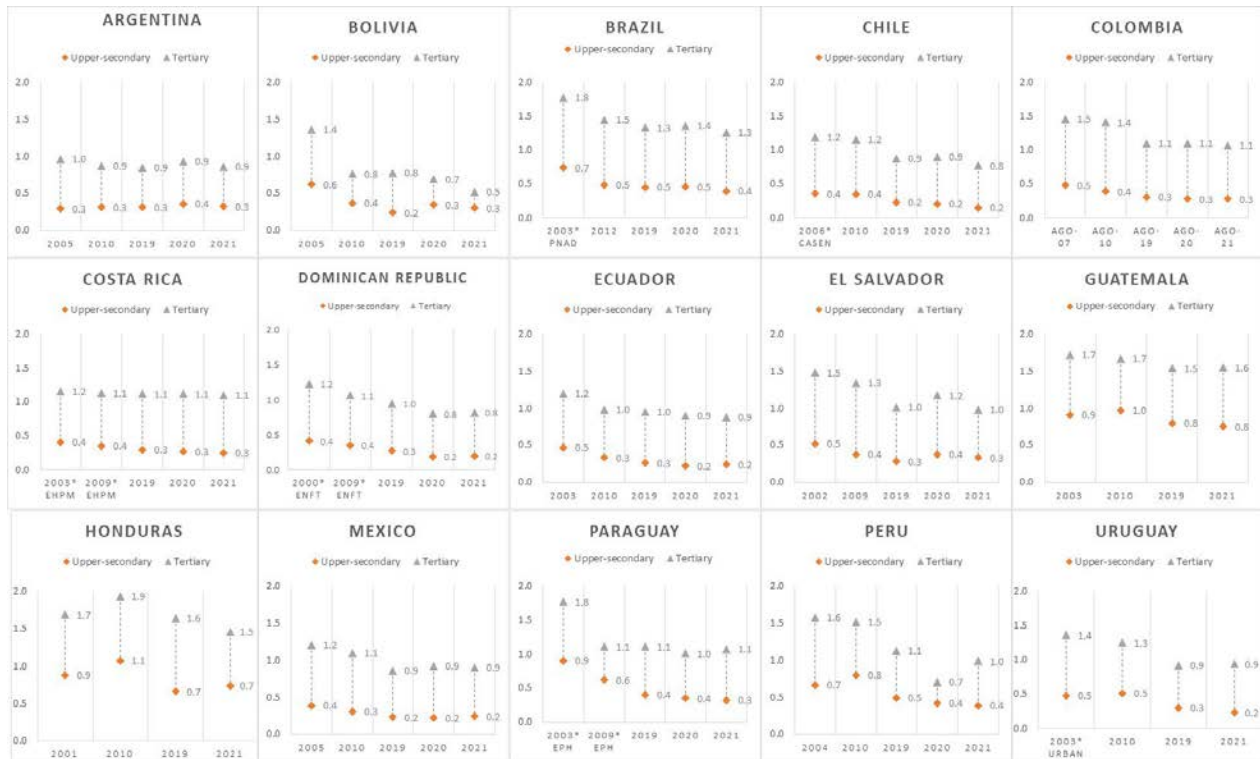 ARGENTINA
Upper-secondary Tertiary
2.0
1.5
1.0
0.5
0.0
1.0 0.9 0.9 0.9 0.9
0.3 0.3 0.3 0.4 0.3
2005 2010 2019 2020 2021
BOLIVIA
Upper-secondary Tertiary
2.0
1.5
1.0
0.5
0.0
1.4 0.8 0.8 0.7 0.5
0.6 0.4 0.2 0.3 0.3
2005 2010 2019 2020 2021
BRAZIL
Upper-secondary Tertiary
2.0
1.5
1.0
0.5
0.0
1.8 1.5 1.3 1.4 1.3
0.7 0.5 0.5 0.5 0.4
2003* 2012 2019 2020 2021
PNAD
CHILE
Upper-secondary Tertiary
2.0
1.5
1.0
0.5
0.0
1.2 1.2 0.9 0.9 0.8
0.4 0.4 0.2 0.2 0.2
2006* 2010 2019 2020 2021
CASEN
COLOMBIA
Upper-secondary Tertiary
2.0
1.5
1.0
0.5
0.0
1.5 1.4 1.1 1.1 1.1
0.5 0.4 0.3 0.3 0.3
AGO- AGO- AGO- AGO- AGO-
07 10 19 20 21
COSTA RICA
Upper-secondary Tertiary
2.0
1.5
1.0
0.5
0.0
1.2 1.1 1.1 1.1 1.1
0.4 0.4 0.3 0.3 0.3
2003* 2009* 2019 2020 2021
EHPM EHPM
DOMINICAN REPUBLIC
Upper-secondary Tertiary
2.0
1.5
1.0
0.5
0.0
1.2 1.1 1.0 0.8 0.8
0.4 0.4 0.3 0.2 0.2
2000* 2009* 2019 2020 2021
ENFT ENFT
ECUADOR
Upper-secondary Tertiary
2.0
1.5
1.0
0.5
0.0
1.2 1.0 1.0 0.9 0.9
0.5 0.3 0.3 0.2 0.2
2003 2010 2019 2020 2021
EL SALVADOR
Upper-secondary Tertiary
2.0
1.5
1.0
0.5
0.0
1.5 1.3 1.0 1.2 1.0
0.5 0.4 0.3 0.4 0.3
2002 2009 2019 2020 2021
GUATEMALA
Upper-secondary Tertiary
2.0
1.5
1.0
0.5
0.0
1.7 1.7 1.5 1.6
0.9 1.0 0.8 0.8
2003 2010 2019 2021
HONDURAS
Upper-secondary Tertiary
2.0
1.5
1.0
0.5
0.0
1.7 1.9 1.6 1.5
0.9 1.1 0.7 0.7
2001 2010 2019 2021
MEXICO
Upper-secondary Tertiary
2.0
1.5
1.0
0.5
0.0
1.2 1.1 0.9 0.9 0.9
0.4 0.3 0.2 0.2 0.2
2005 2010 2019 2020 2021
PARAGUAY
Upper-secondary Tertiary
2.0
1.5
1.0
0.5
0.0
1.8 1.1 1.1 1.0 1.1
0.9 0.6 0.4 0.4 0.3
2003* 2009* 2019 2020 2021
EPH EPH
PERU
Upper-secondary Tertiary
2.0
1.5
1.0
0.5
0.0
1.6 1.5 1.1 0.7 1.0
0.7 0.8 0.5 0.4 0.4
2004 2010 2019 2020 2021
URUGUAY
Upper-secondary Tertiary
2.0
1.5
1.0
0.5
0.0
1.4 1.3 0.9 0.9
0.5 0.5 0.3 0.2
2003* 2010 2019 2021
URBAN